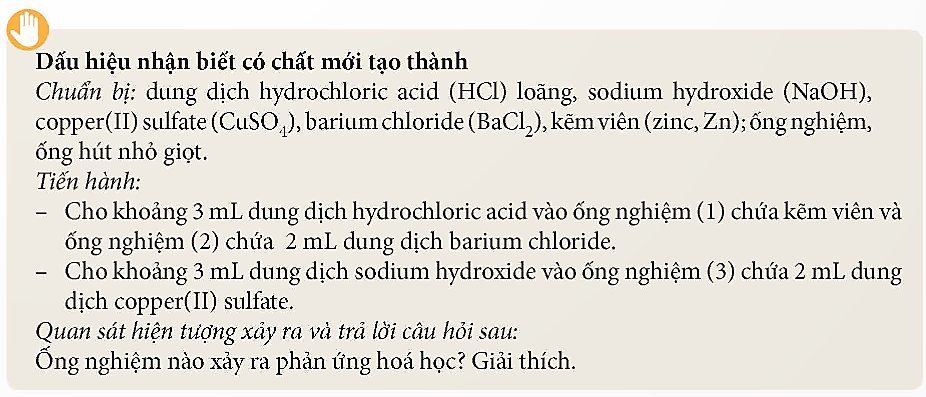 Dấu hiệu nhận biết có chất mới tạo thành
Chuẩn bị: dung dịch hydrochloric acid (HCl) loãng, sodium hydroxide (NaOH),
copper(II) sulfate (CuSO₄), barium chloride (BaCl₂), kẽm viên (zinc, Zn); ống nghiệm,
ống hút nhỏ giọt.
Tiến hành:
– Cho khoảng 3 mL dung dịch hydrochloric acid vào ống nghiệm (1) chứa kẽm viên và
ống nghiệm (2) chứa 2 mL dung dịch barium chloride.
– Cho khoảng 3 mL dung dịch sodium hydroxide vào ống nghiệm (3) chứa 2 mL dung
dịch copper(II) sulfate.
Quan sát hiện tượng xảy ra và trả lời câu hỏi sau:
Ống nghiệm nào xảy ra phản ứng hoá học? Giải thích.